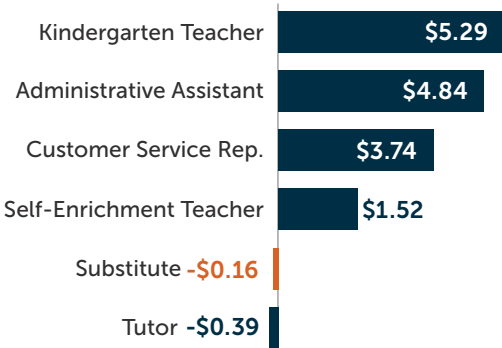 Kindergarten Teacher $5.29
Administrative Assistant $4.84
Customer Service Rep. $3.74
Self-Enrichment Teacher $1.52
Substitute -$0.16
Tutor -$0.39